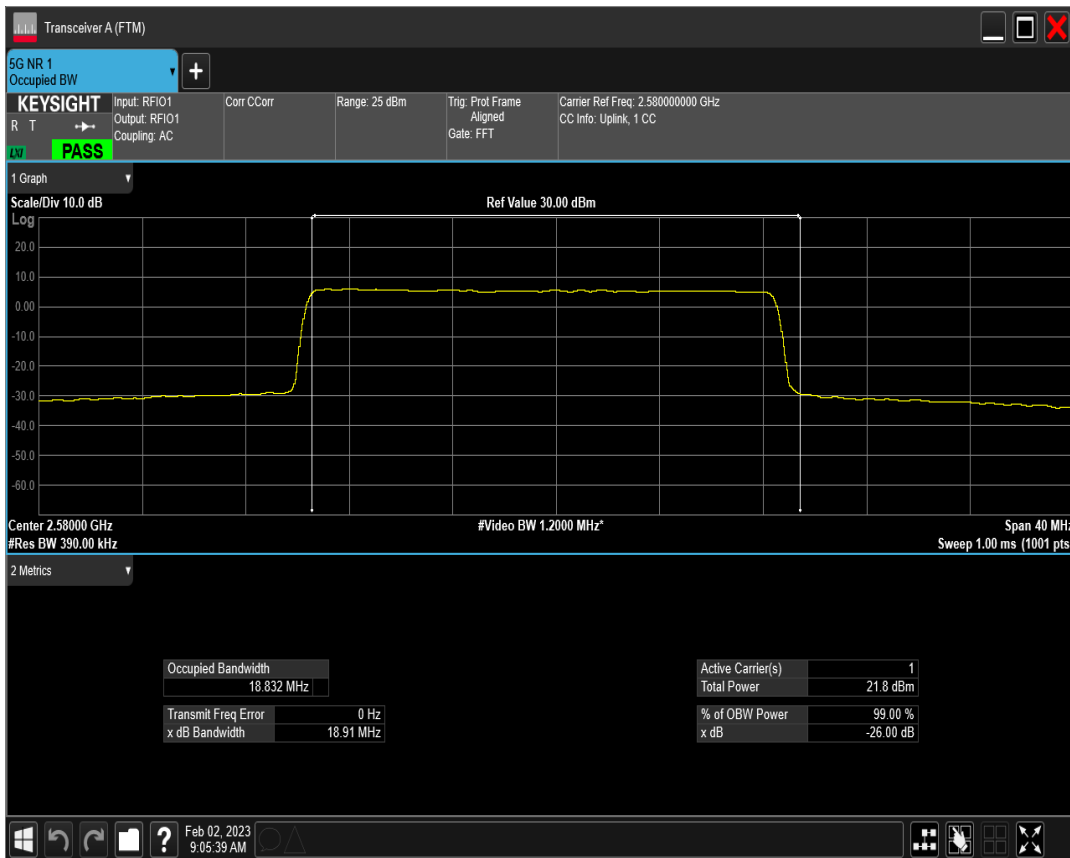 Transceiver A (FTM)
5G NR 1
Occupied BW
+
KEYSIGHT
R T
LXI
PASS
Input: RFIO1
Output: RFIO1
Coupling: AC
Corr CCorr
Range: 25 dBm
Trig: Prot Frame
Aligned
Gate: FFT
Carrier Ref Freq: 2.580000000 GHz
CC Info: Uplink, 1 CC
1 Graph
Scale/Div 10.0 dB
Ref Value 30.00 dBm
Log
20.0
10.0
0.00
-10.0
-20.0
-30.0
-40.0
-50.0
-60.0
Center 2.58000 GHz
#Video BW 1.2000 MHz*
Span 40 MHz
#Res BW 390.00 kHz
Sweep 1.00 ms (1001 pts
2 Metrics
Occupied Bandwidth
18.832 MHz
Transmit Freq Error 0 Hz
x dB Bandwidth 18.91 MHz
Active Carrier(s) 1
Total Power 21.8 dBm
% of OBW Power 99.00 %
x dB -26.00 dB
?
Feb 02, 2023
9:05:39 AM